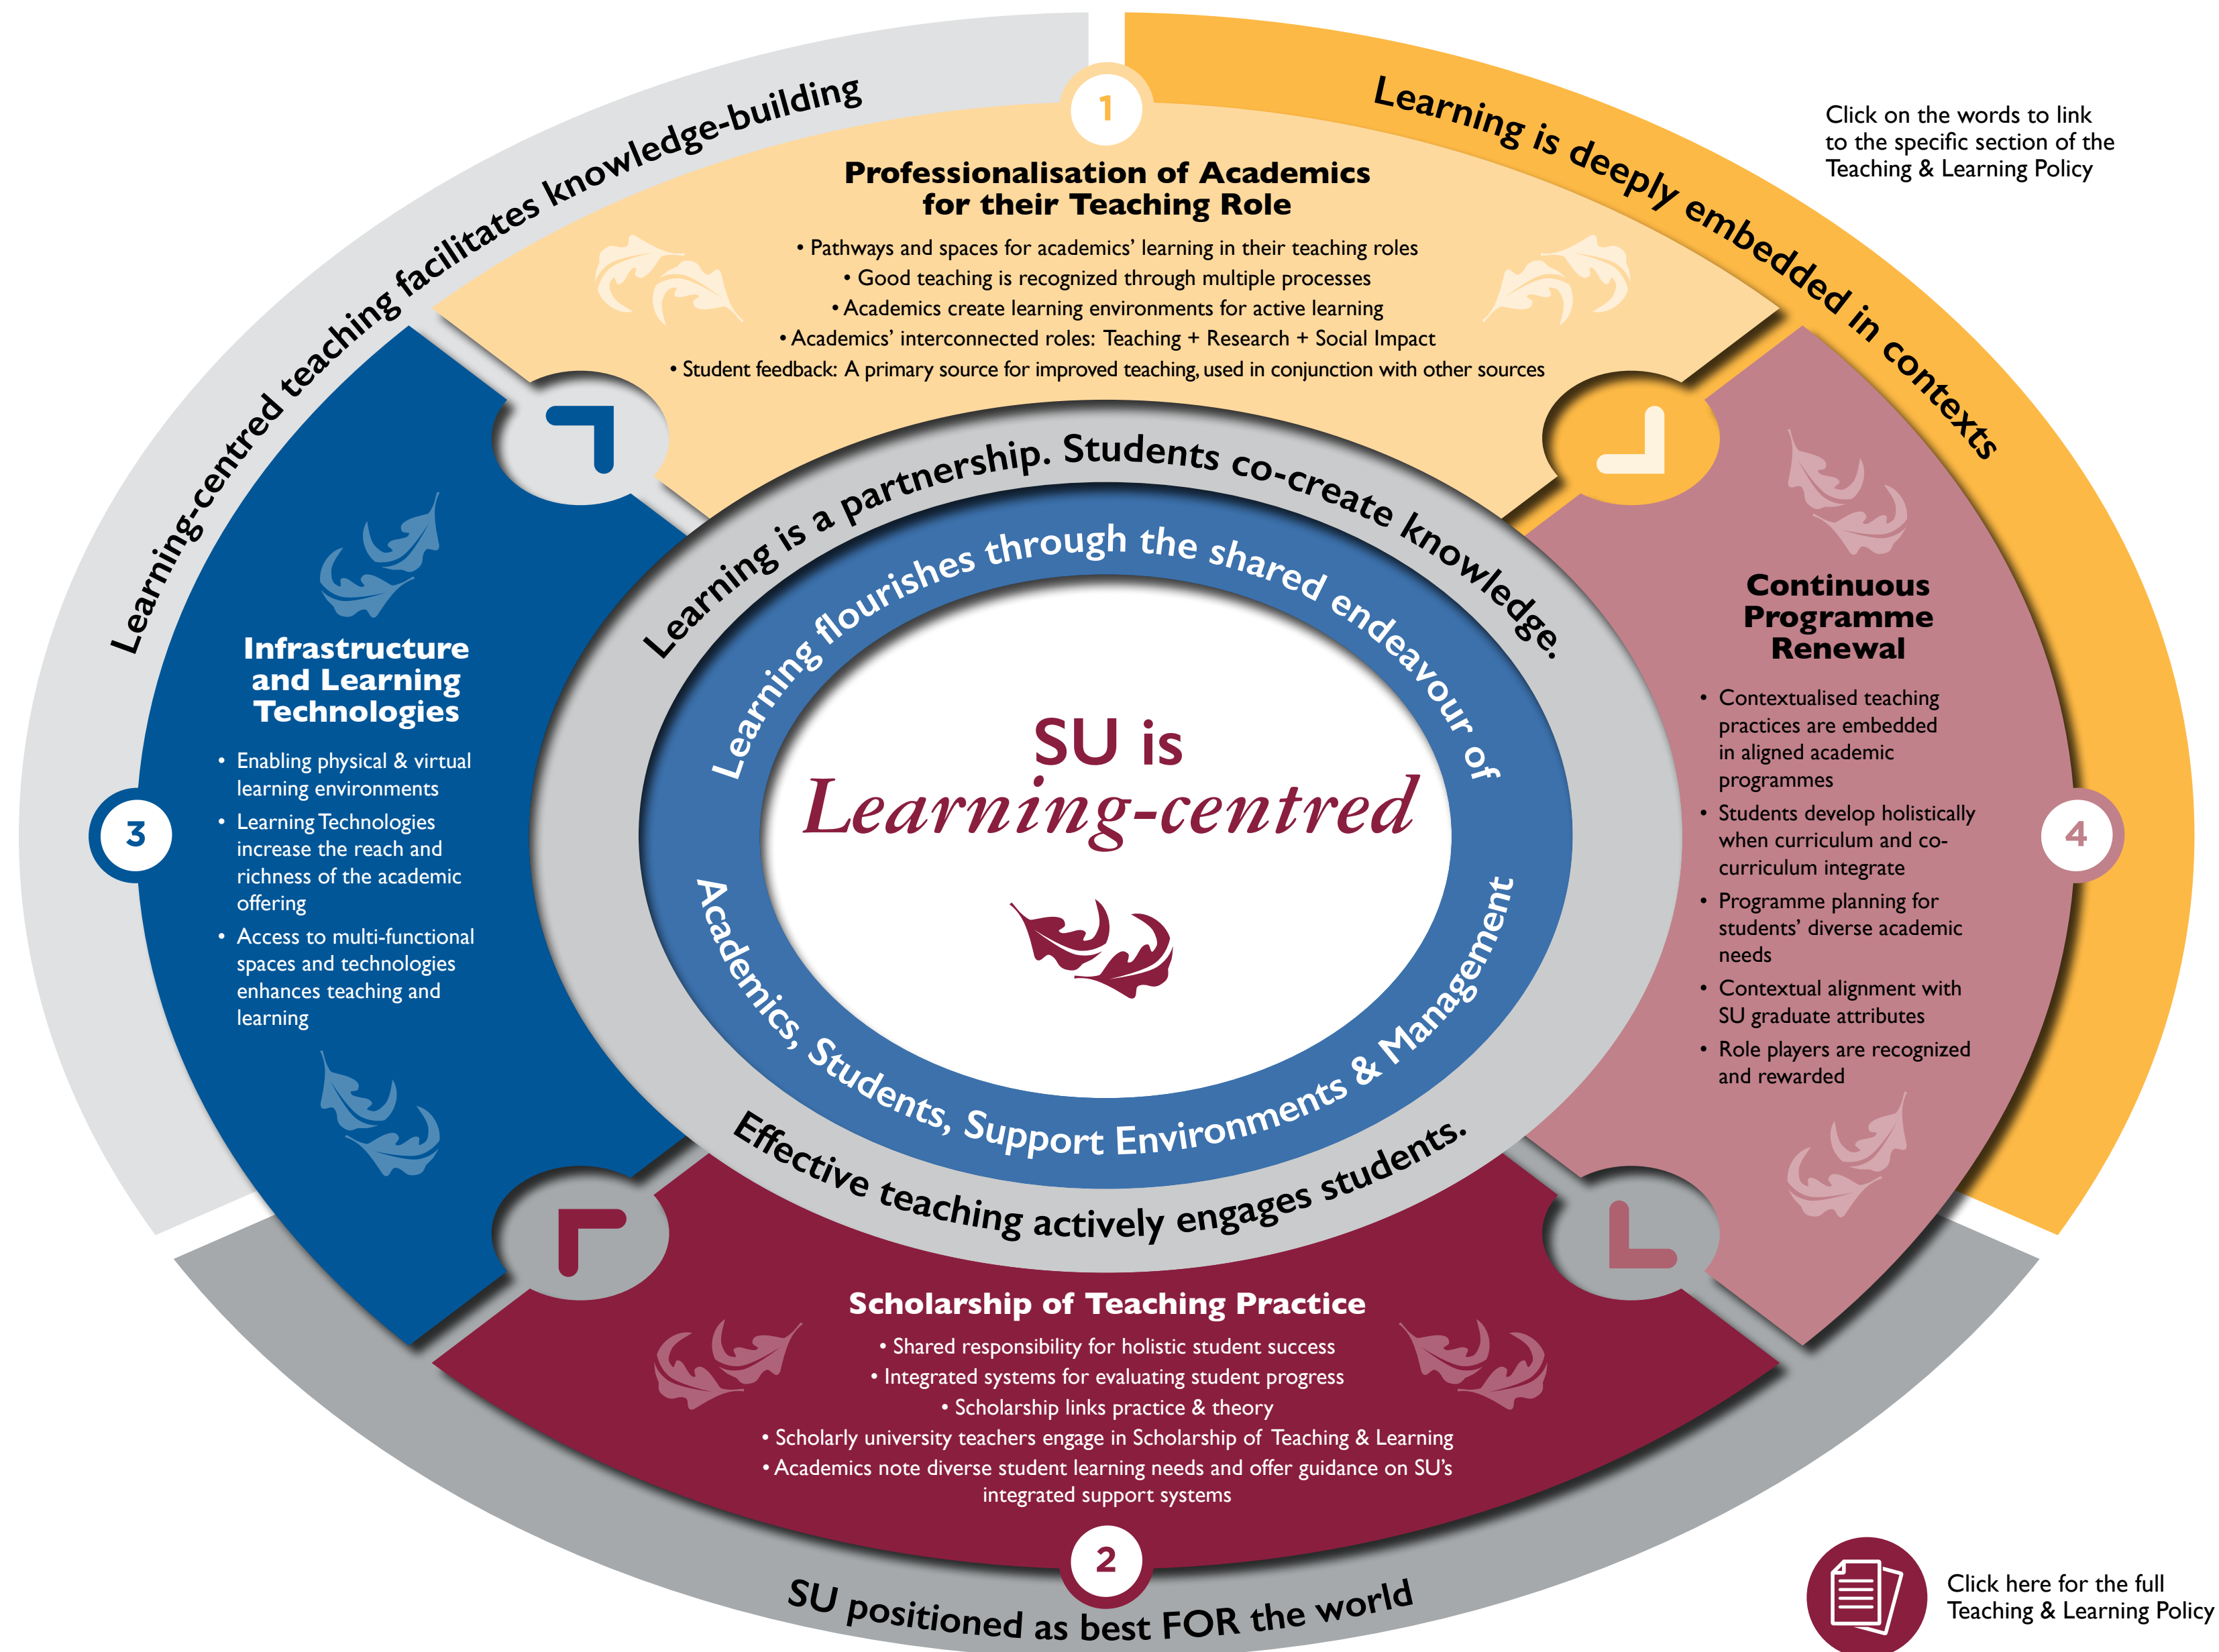 Learning-centred teaching facilitates knowledge-building
Learning is deeply embedded in contexts
Click on the words to link
to the specific section of the
Teaching & Learning Policy
1
Professionalisation of Academics
for their Teaching Role
• Pathways and spaces for academics’ learning in their teaching roles
• Good teaching is recognized through multiple processes
• Academics create learning environments for active learning
• Academics’ interconnected roles: Teaching + Research + Social Impact
• Student feedback: A primary source for improved teaching, used in conjunction with other sources
Learning is a partnership. Students co-create knowledge.
Learning flourishes through the shared endeavour of
SU is
Learning-centred
Academics, Students, Support Environments & Management
Effective teaching actively engages students.
3
Infrastructure
and Learning
Technologies
• Enabling physical & virtual
learning environments
• Learning Technologies
increase the reach and
richness of the academic
offering
• Access to multi-functional
spaces and technologies
enhances teaching and
learning
4
Continuous
Programme
Renewal
• Contextualised teaching
practices are embedded
in aligned academic
programmes
• Students develop holistically
when curriculum and co-
curriculum integrate
• Programme planning for
students’ diverse academic
needs
• Contextual alignment with
SU graduate attributes
• Role players are recognized
and rewarded
Scholarship of Teaching Practice
• Shared responsibility for holistic student success
• Integrated systems for evaluating student progress
• Scholarship links practice & theory
• Scholarly university teachers engage in Scholarship of Teaching & Learning
• Academics note diverse student learning needs and offer guidance on SU’s
integrated support systems
2
SU positioned as best FOR the world
Click here for the full
Teaching & Learning Policy